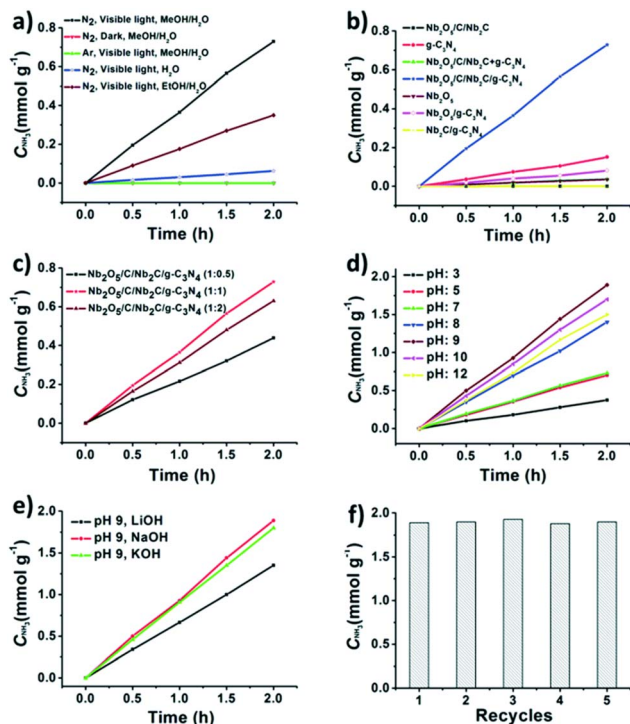 a)
N₂, Visible light, MeOH/H₂O
N₂, Dark, MeOH/H₂O
Ar, Visible light, MeOH/H₂O
N₂, Visible light, H₂O
N₂, Visible light, EtOH/H₂O
C_NH₃ (mmol g⁻¹)
0.8
0.6
0.4
0.2
0.0
0.0 0.5 1.0 1.5 2.0
Time (h)
b)
Nb₂O₅/C/Nb₂C
g-C₃N₄
Nb₂O₅/C/Nb₂C+g-C₃N₄
Nb₂O₅/C/Nb₂C/g-C₃N₄
Nb₂O₅
Nb₂O₅/g-C₃N₄
Nb₂C/g-C₃N₄
C_NH₃ (mmol g⁻¹)
0.8
0.6
0.4
0.2
0.0
0.0 0.5 1.0 1.5 2.0
Time (h)
c)
Nb₂O₅/C/Nb₂C/g-C₃N₄ (1:0.5)
Nb₂O₅/C/Nb₂C/g-C₃N₄ (1:1)
Nb₂O₅/C/Nb₂C/g-C₃N₄ (1:2)
C_NH₃ (mmol g⁻¹)
0.8
0.6
0.4
0.2
0.0
0.0 0.5 1.0 1.5 2.0
Time (h)
d)
pH: 3
pH: 5
pH: 7
pH: 8
pH: 9
pH: 10
pH: 12
C_NH₃ (mmol g⁻¹)
2.0
1.5
1.0
0.5
0.0
0.0 0.5 1.0 1.5 2.0
Time (h)
e)
pH 9, LiOH
pH 9, NaOH
pH 9, KOH
C_NH₃ (mmol g⁻¹)
2.0
1.5
1.0
0.5
0.0
0.0 0.5 1.0 1.5 2.0
Time (h)
f)
C_NH₃ (mmol g⁻¹)
2.0
1.5
1.0
0.5
0.0
1 2 3 4 5
Recycles